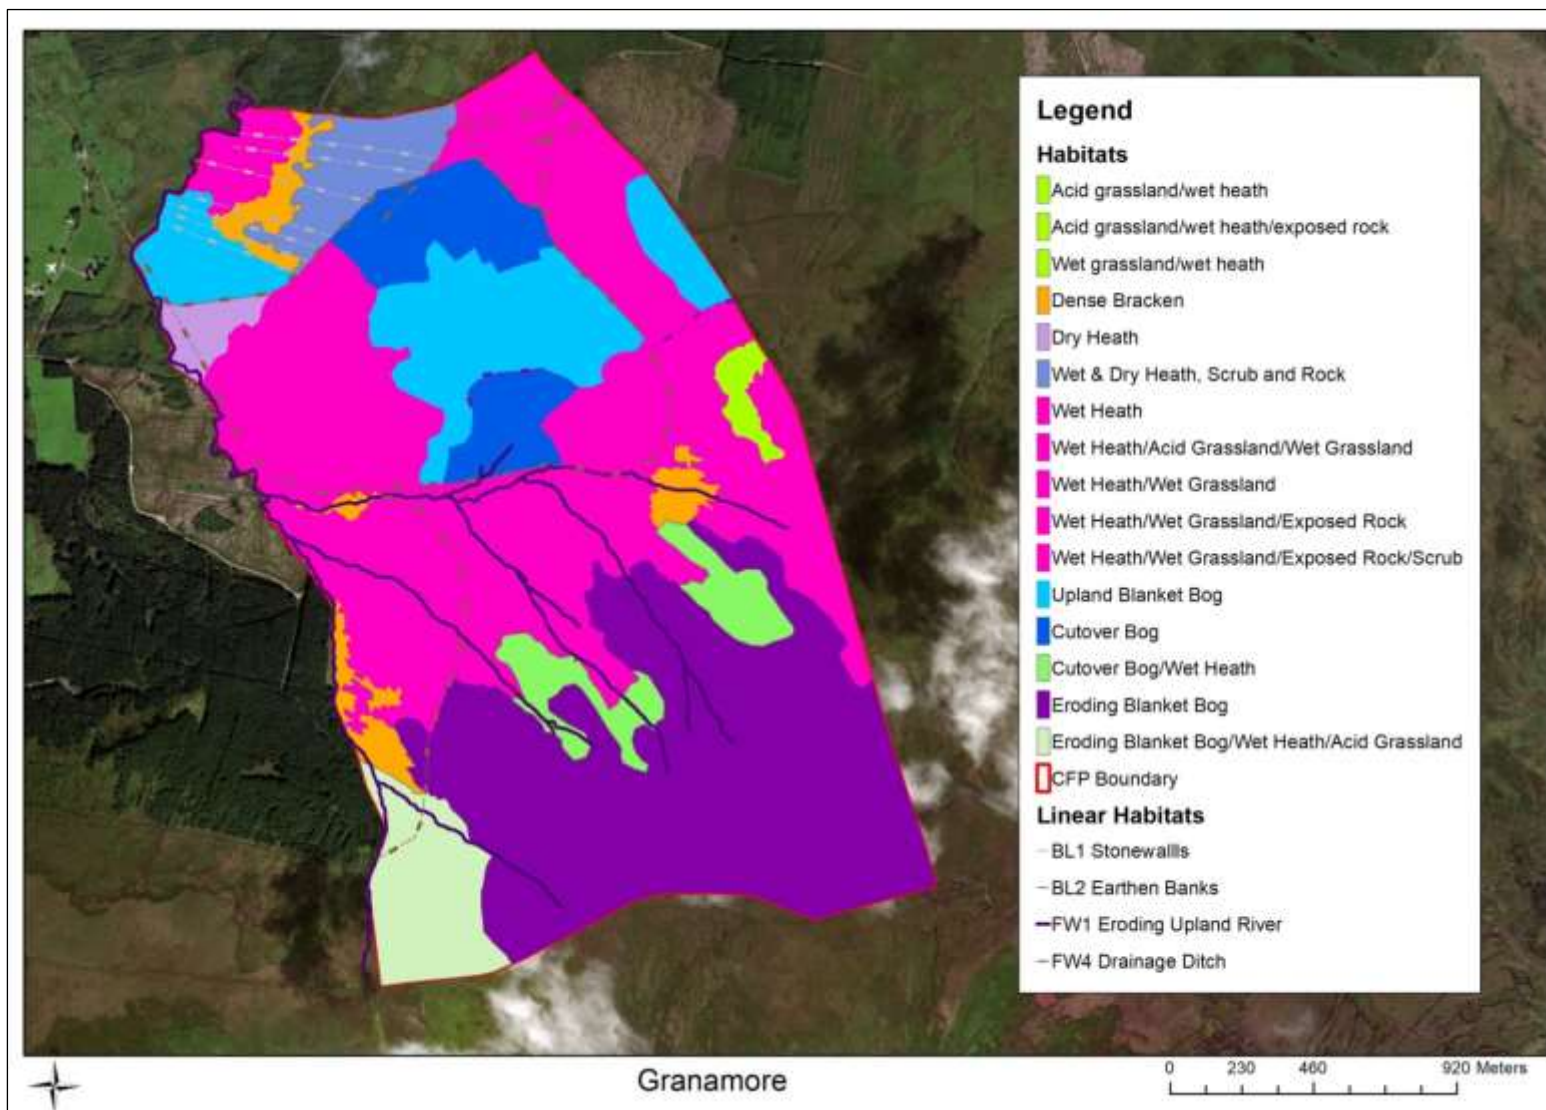 Legend
Habitats
Acid grassland/wet heath
Acid grassland/wet heath/exposed rock
Wet grassland/wet heath
Dense Bracken
Dry Heath
Wet & Dry Heath, Scrub and Rock
Wet Heath
Wet Heath/Acid Grassland/Wet Grassland
Wet Heath/Wet Grassland
Wet Heath/Wet Grassland/Exposed Rock
Wet Heath/Wet Grassland/Exposed Rock/Scrub
Upland Blanket Bog
Cutover Bog
Cutover Bog/Wet Heath
Eroding Blanket Bog
Eroding Blanket Bog/Wet Heath/Acid Grassland
CFP Boundary
Linear Habitats
BL1 Stonewallls
BL2 Earthen Banks
FW1 Eroding Upland River
FW4 Drainage Ditch
Granamore
0 230 460 920 Meters